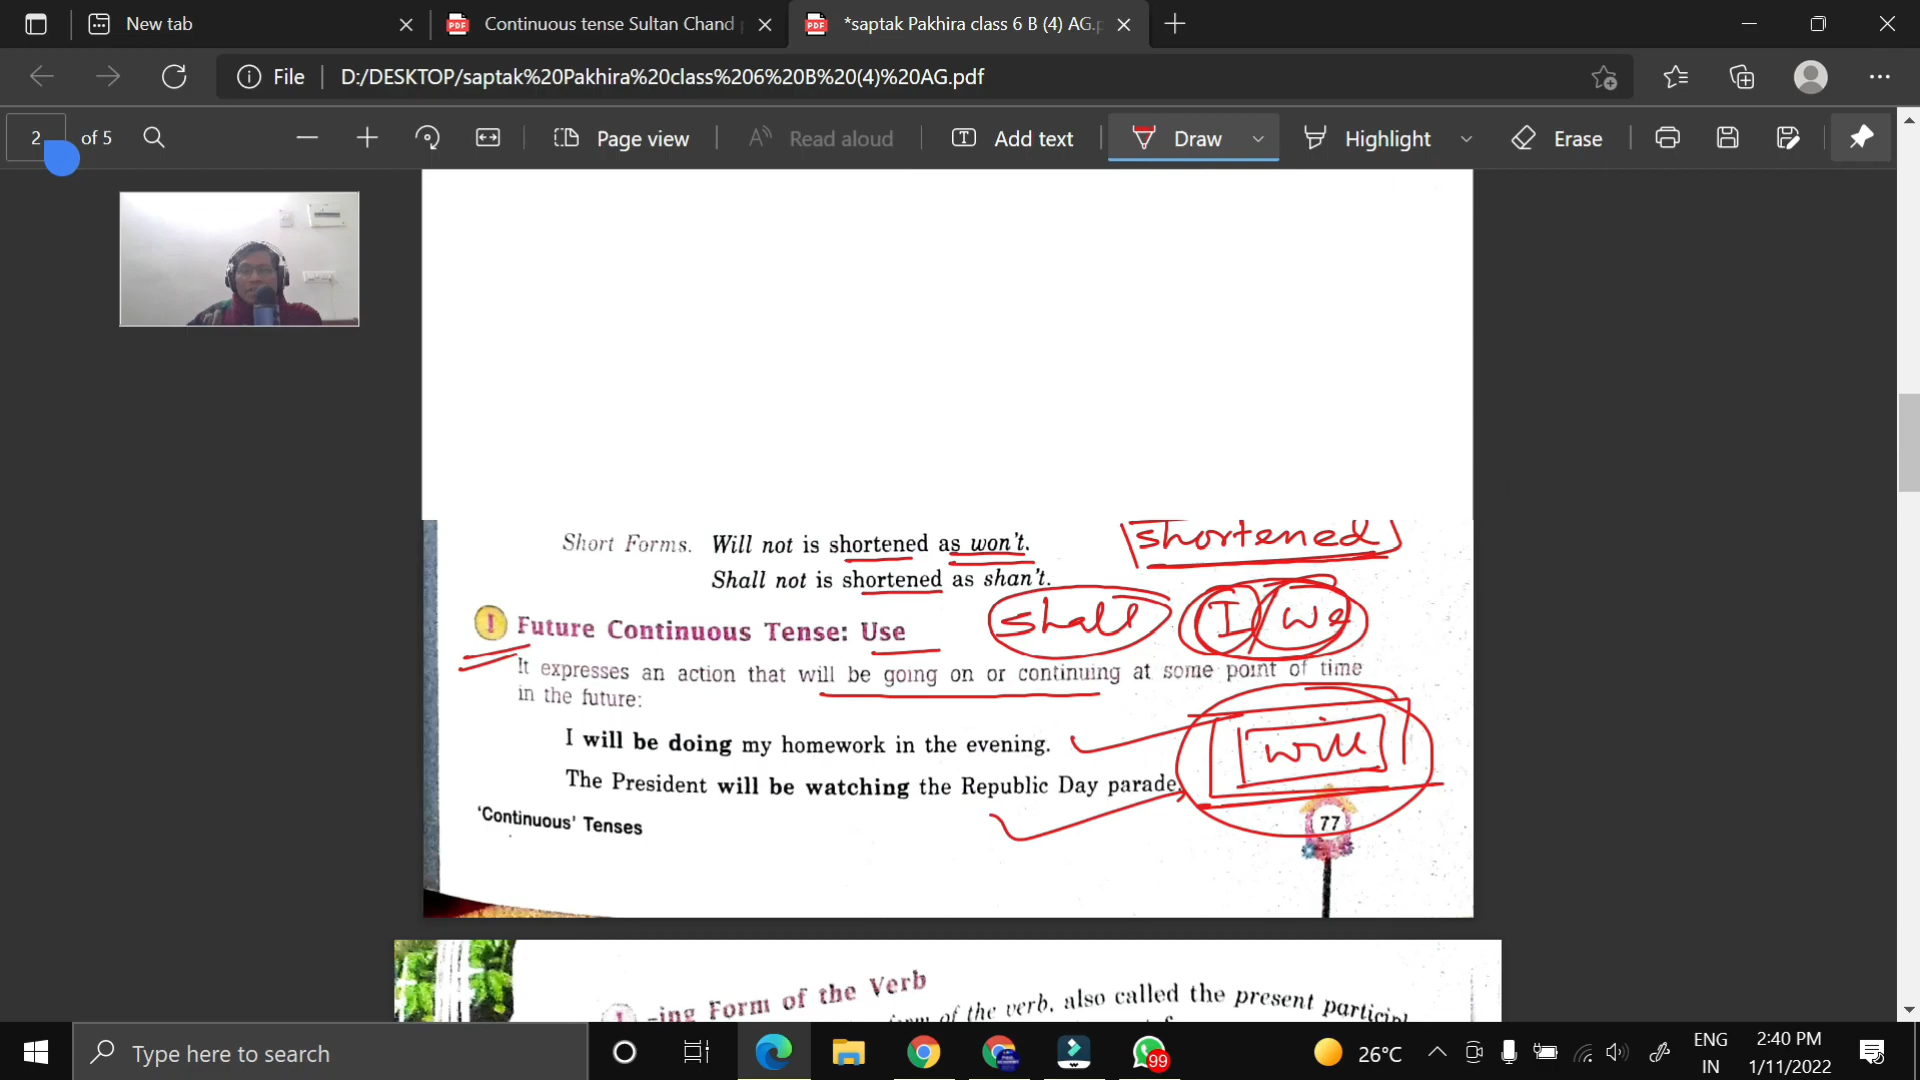 New tab
Continuous tense Sultan Chand
*saptak Pakhira class 6 B (4) AG.p
File
D:/DESKTOP/saptak%20Pakhira%20class%206%20B%20(4)%20AG.pdf
2 of 5
Page view
Read aloud
Add text
Draw
Highlight
Erase
Short Forms. Will not is shortened as won't.
shortened
Shall not is shortened as shan't.
shall I we
! Future Continuous Tense: Use
It expresses an action that will be going on or continuing at some point of time
in the future:
I will be doing my homework in the evening.
will
The President will be watching the Republic Day parade.
'Continuous' Tenses
77
-ing Form of the Verb
of the verb, also called the present
Type here to search
99
26°C
ENG
IN
2:40 PM
1/11/2022